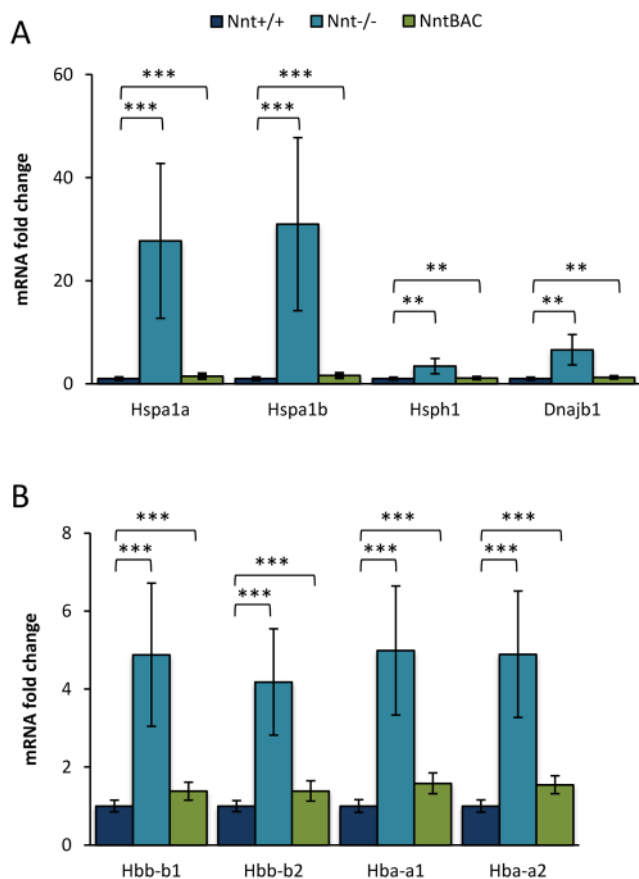 A
Nnt+/+ Nnt-/- NntBAC
mRNA fold change
60
40
20
0
*** *** ** **
*** *** ** **
Hspa1a Hspa1b Hsph1 Dnajb1
B
mRNA fold change
8
6
4
2
0
*** *** *** ***
*** *** *** ***
Hbb-b1 Hbb-b2 Hba-a1 Hba-a2